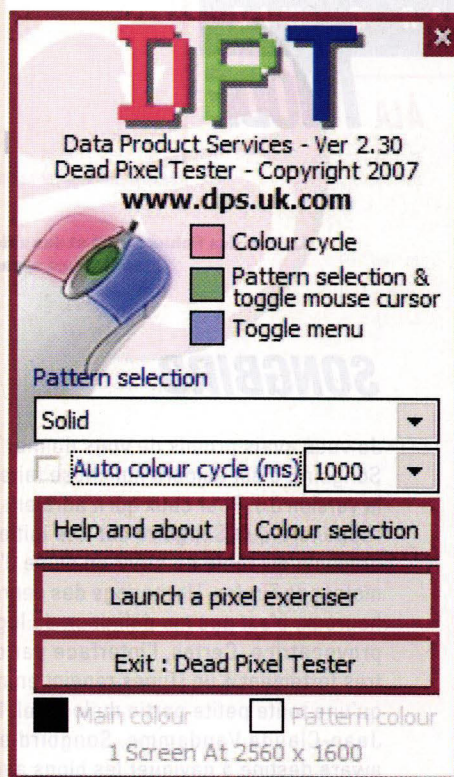 DPT
Data Product Services - Ver 2.30
Dead Pixel Tester - Copyright 2007
www.dps.uk.com
Colour cycle
Pattern selection &
toggle mouse cursor
Toggle menu
Pattern selection
Solid
Auto colour cycle (ms) 1000
Help and about
Colour selection
Launch a pixel exerciser
Exit : Dead Pixel Tester
Main colour
Pattern colour
1 Screen At 2560 x 1600
SONGBIRD